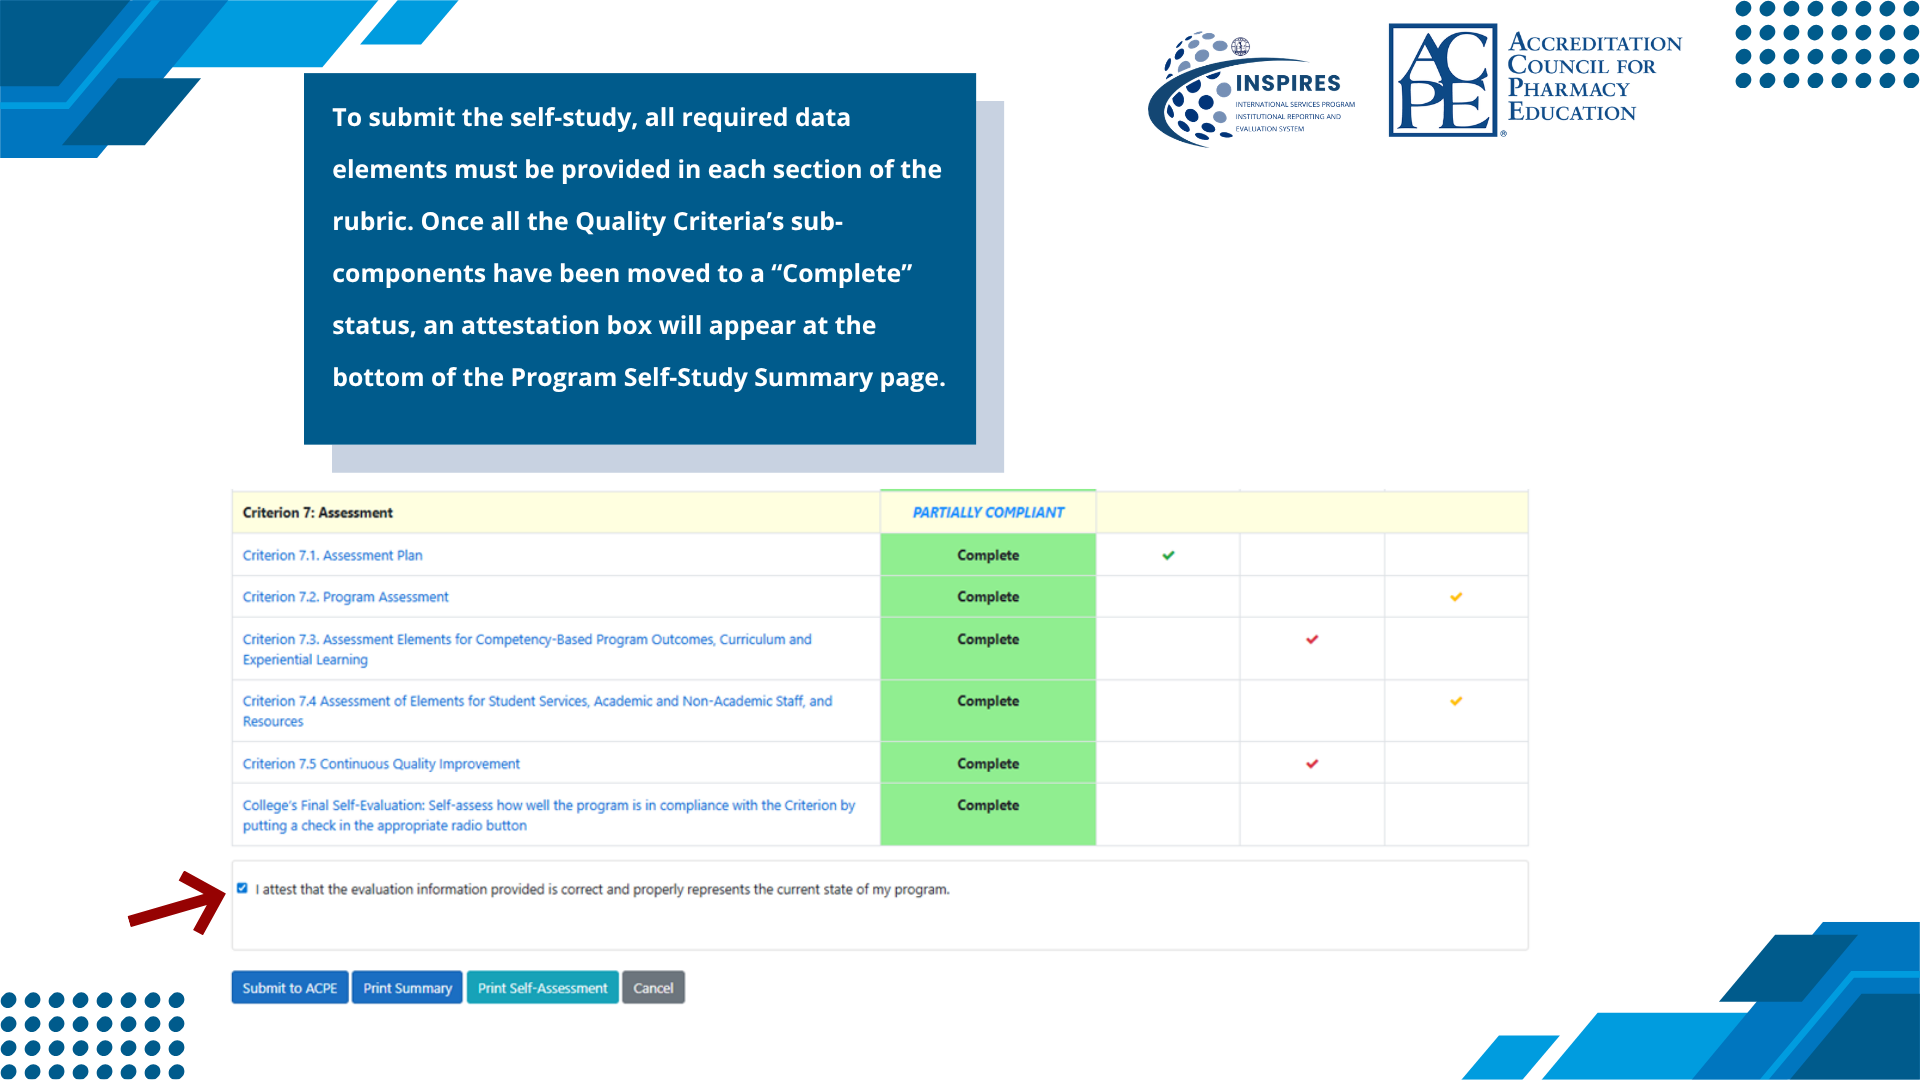 INSPIRES
INTERNATIONAL SERVICES PROGRAM
INSTITUTIONAL REPORTING AND
EVALUATION SYSTEM
AC
PE
®
ACCREDITATION
COUNCIL FOR
PHARMACY
EDUCATION
To submit the self-study, all required data
elements must be provided in each section of the
rubric. Once all the Quality Criteria’s sub-
components have been moved to a “Complete”
status, an attestation box will appear at the
bottom of the Program Self-Study Summary page.
Criterion 7: Assessment PARTIALLY COMPLIANT
Criterion 7.1. Assessment Plan Complete
Criterion 7.2. Program Assessment Complete
Criterion 7.3. Assessment Elements for Competency-Based Program Outcomes, Curriculum and Complete
Experiential Learning
Criterion 7.4 Assessment of Elements for Student Services, Academic and Non-Academic Staff, and Complete
Resources
Criterion 7.5 Continuous Quality Improvement Complete
College's Final Self-Evaluation: Self-assess how well the program is in compliance with the Criterion by Complete
putting a check in the appropriate radio button
I attest that the evaluation information provided is correct and properly represents the current state of my program.
Submit to ACPE Print Summary Print Self-Assessment Cancel